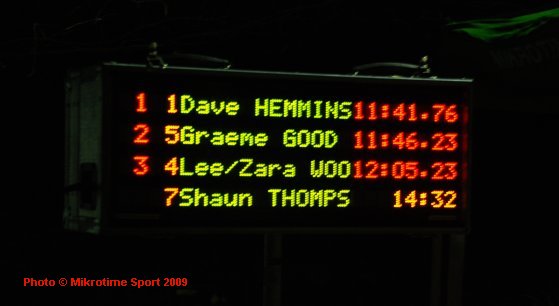 1 1Dave HEMMINS11:41.76
2 5Graeme GOOD 11:46.23
3 4Lee/Zara WOO12:05.23
7Shaun THOMPS 14:32
Photo © Mikrotime Sport 2009